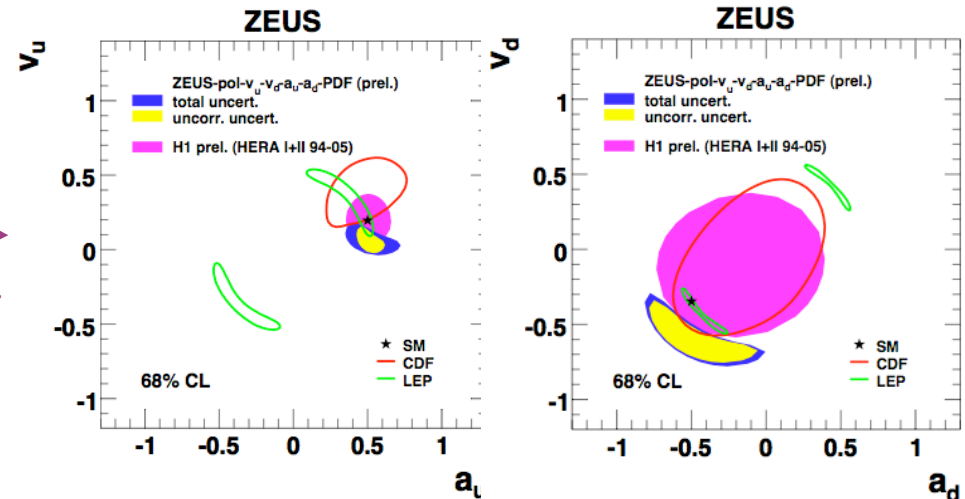 ZEUS
v_u
ZEUS-pol-v_u-v_d-a_u-a_d-PDF (prel.)
total uncert.
uncorr. uncert.
H1 prel. (HERA I+II 94-05)
1
0.5
0
-0.5
-1
SM
CDF
LEP
68% CL
-1 -0.5 0 0.5 1
a_u
ZEUS
v_d
ZEUS-pol-v_u-v_d-a_u-a_d-PDF (prel.)
total uncert.
uncorr. uncert.
H1 prel. (HERA I+II 94-05)
1
0.5
0
-0.5
-1
SM
CDF
LEP
68% CL
-1 -0.5 0 0.5 1
a_d